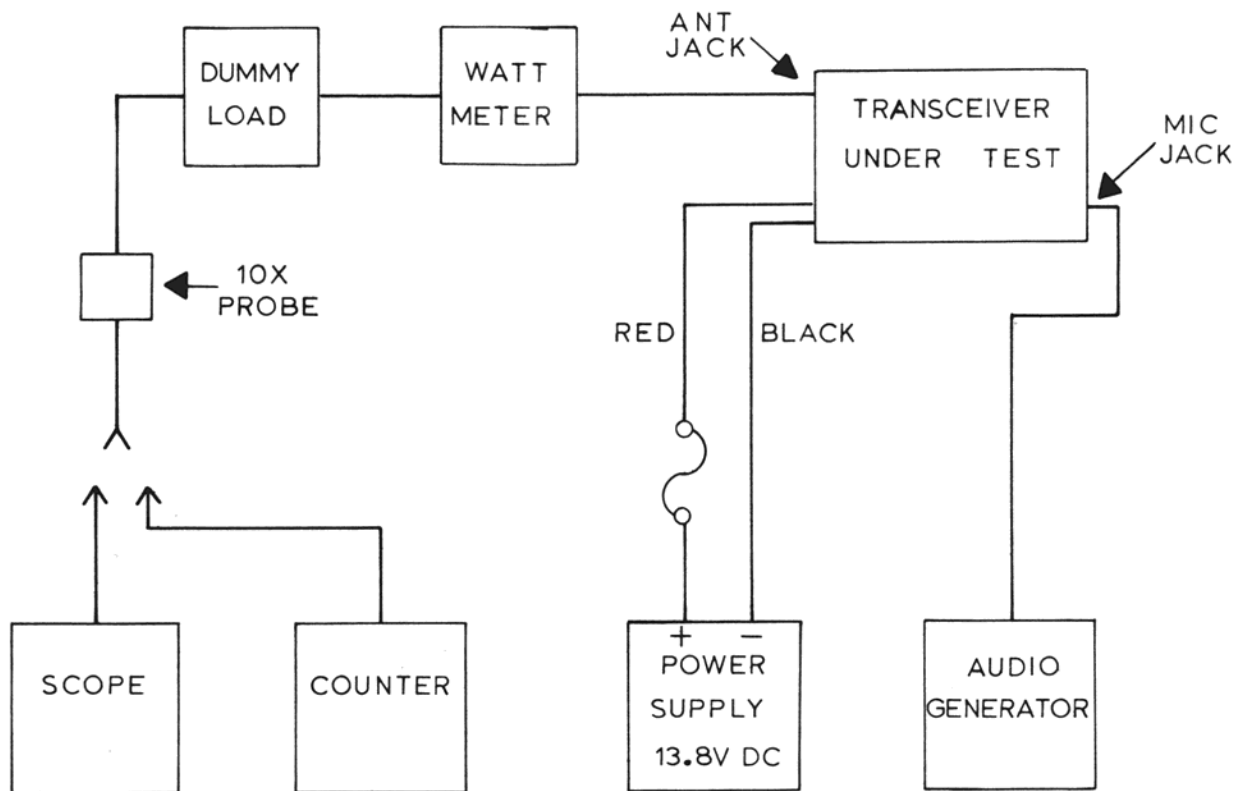 ANT
JACK
DUMMY
LOAD
WATT
METER
TRANSCEIVER
UNDER TEST
MIC
JACK
10X
PROBE
RED
BLACK
SCOPE
COUNTER
+ −
POWER
SUPPLY
13.8V DC
AUDIO
GENERATOR